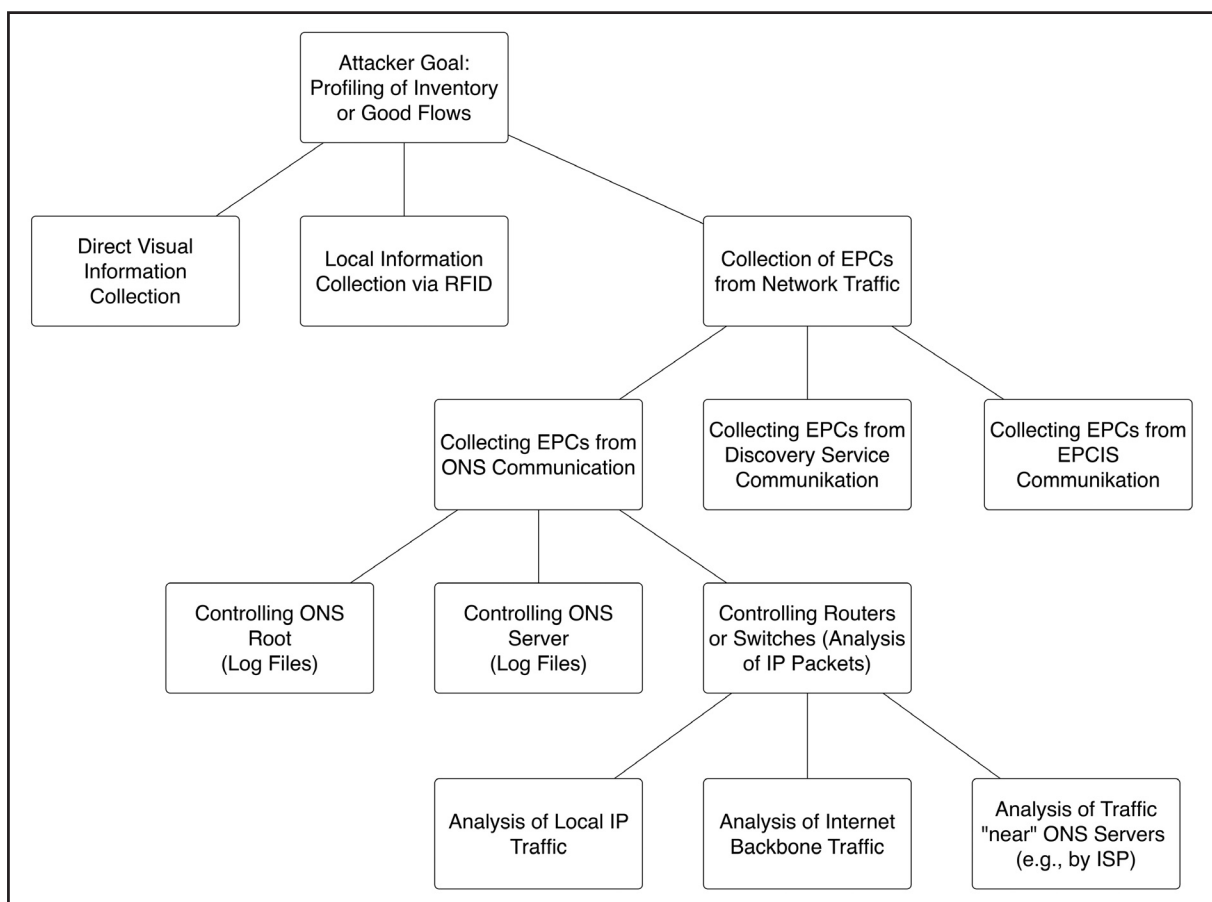 Attacker Goal:
Profiling of Inventory
or Good Flows
Direct Visual
Information
Collection
Local Information
Collection via RFID
Collection of EPCs
from Network Traffic
Collecting EPCs from
ONS Communication
Collecting EPCs from
Discovery Service
Communikation
Collecting EPCs from
EPCIS
Communikation
Controlling ONS
Root
(Log Files)
Controlling ONS
Server
(Log Files)
Controlling Routers
or Switches (Analysis
of IP Packets)
Analysis of Local IP
Traffic
Analysis of Internet
Backbone Traffic
Analysis of Traffic
"near" ONS Servers
(e.g., by ISP)